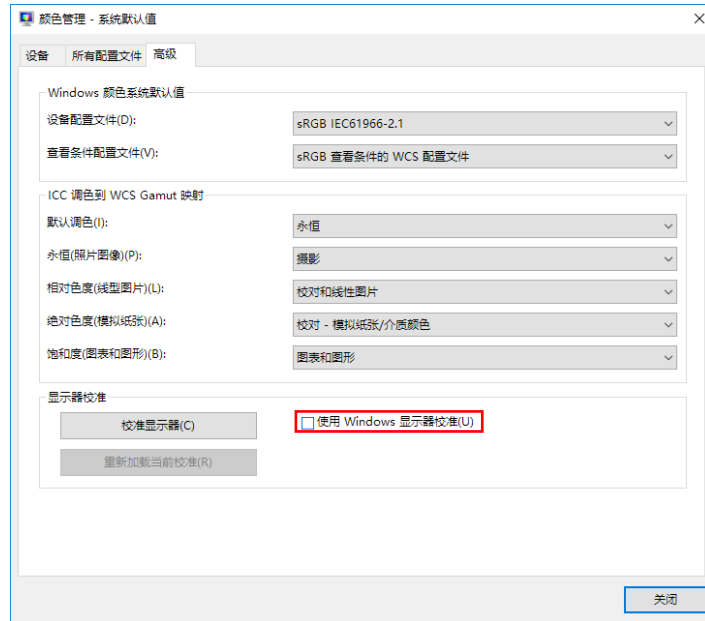 颜色管理 - 系统默认值
设备 所有配置文件 高级
Windows 颜色系统默认值
设备配置文件(D): sRGB IEC61966-2.1
查看条件配置文件(V): sRGB 查看条件的 WCS 配置文件
ICC 调色到 WCS Gamut 映射
默认调色(I): 永恒
永恒(照片图像)(P): 摄影
相对色度(线型图片)(L): 校对和线性图片
绝对色度(模拟纸张)(A): 校对 - 模拟纸张/介质颜色
饱和度(图表和图形)(B): 图表和图形
显示器校准
校准显示器(C) 使用 Windows 显示器校准(U)
重新加载当前校准(R)
关闭